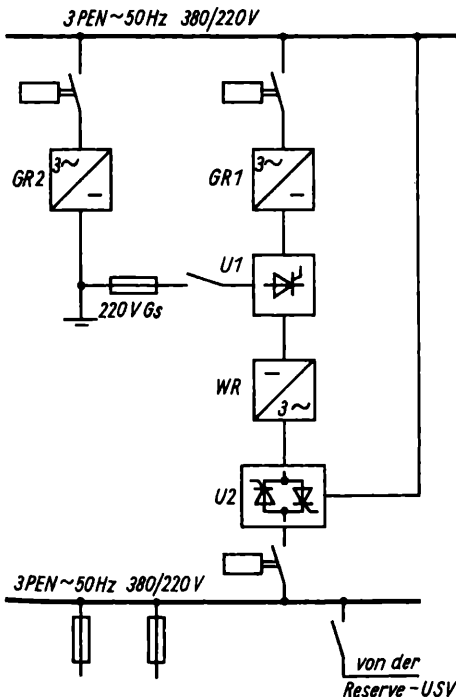 3PEN~50Hz 380/220V
3~
–
GR2
3~
–
GR1
U1
220V Gs
–
3~
WR
U2
3PEN~50Hz 380/220V
von der
Reserve-USV